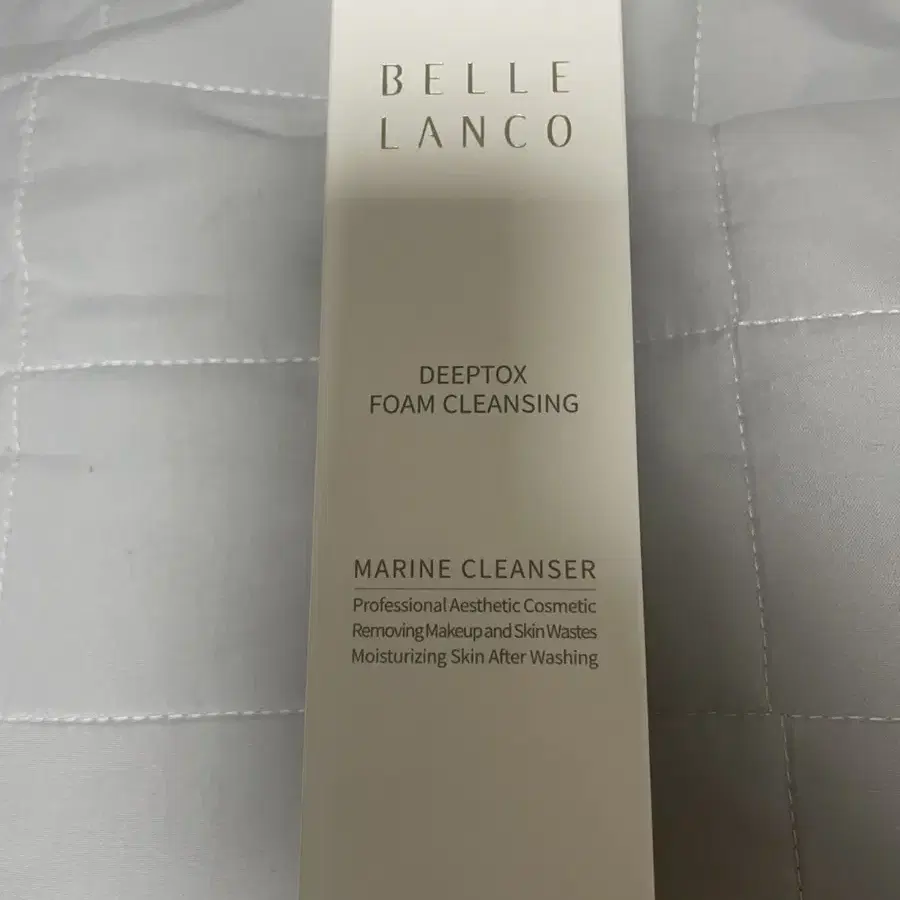 BELLE
LANCO
DEEPTOX
FOAM CLEANSING
MARINE CLEANSER
Professional Aesthetic Cosmetic
Removing Makeup and Skin Wastes
Moisturizing Skin After Washing